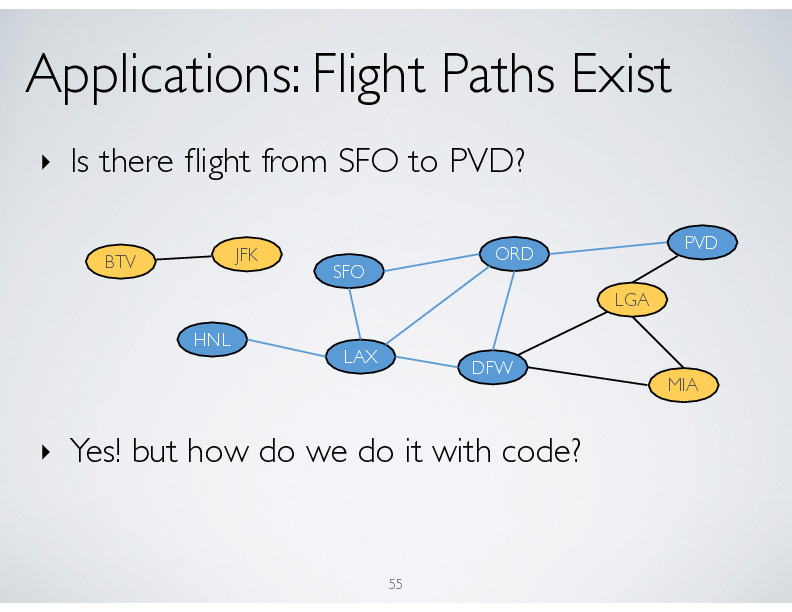 Applications: Flight Paths Exist
‣ Is there flight from SFO to PVD?
BTV
JFK
SFO
ORD
PVD
LGA
HNL
LAX
DFW
MIA
‣ Yes! but how do we do it with code?
55